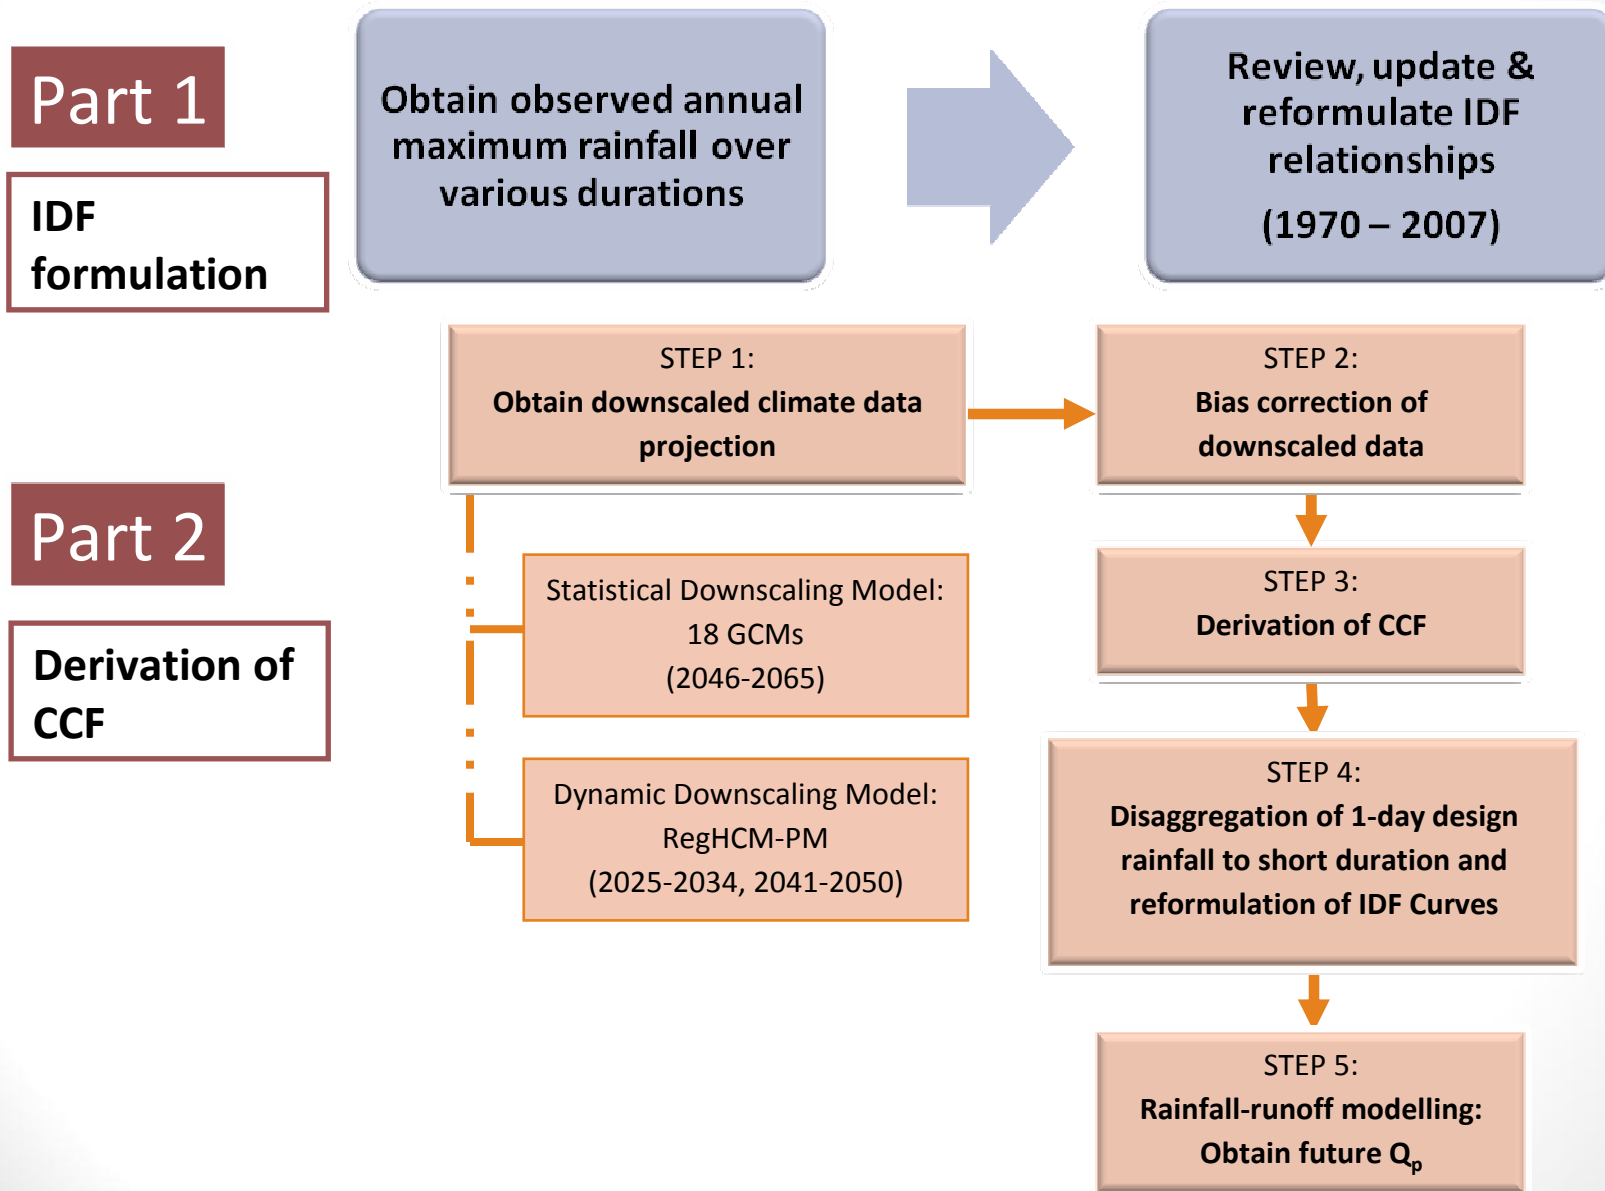 Part 1
IDF
formulation
Obtain observed annual
maximum rainfall over
various durations
Review, update &
reformulate IDF
relationships
(1970 – 2007)
Part 2
Derivation of
CCF
STEP 1:
Obtain downscaled climate data
projection
Statistical Downscaling Model:
18 GCMs
(2046-2065)
Dynamic Downscaling Model:
RegHCM-PM
(2025-2034, 2041-2050)
STEP 2:
Bias correction of
downscaled data
STEP 3:
Derivation of CCF
STEP 4:
Disaggregation of 1-day design
rainfall to short duration and
reformulation of IDF Curves
STEP 5:
Rainfall-runoff modelling:
Obtain future Qp